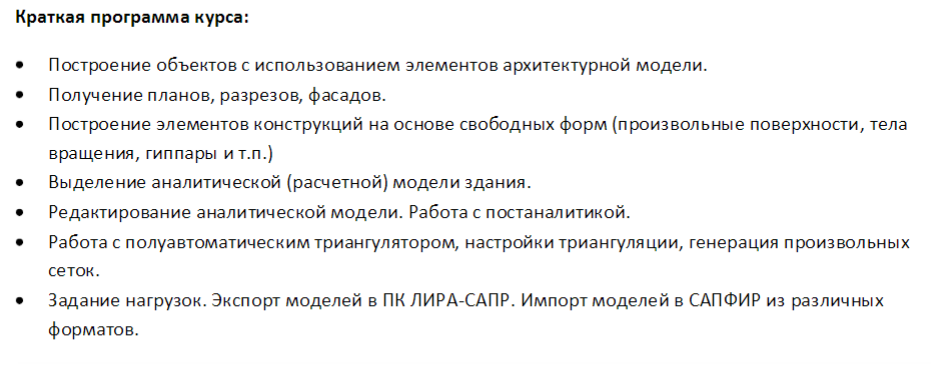 Краткая программа курса:
• Построение объектов с использованием элементов архитектурной модели.
• Получение планов, разрезов, фасадов.
• Построение элементов конструкций на основе свободных форм (произвольные поверхности, тела
вращения, гиппары и т.п.)
• Выделение аналитической (расчетной) модели здания.
• Редактирование аналитической модели. Работа с постаналитикой.
• Работа с полуавтоматическим триангулятором, настройки триангуляции, генерация произвольных
сеток.
• Задание нагрузок. Экспорт моделей в ПК ЛИРА-САПР. Импорт моделей в САПФИР из различных
форматов.